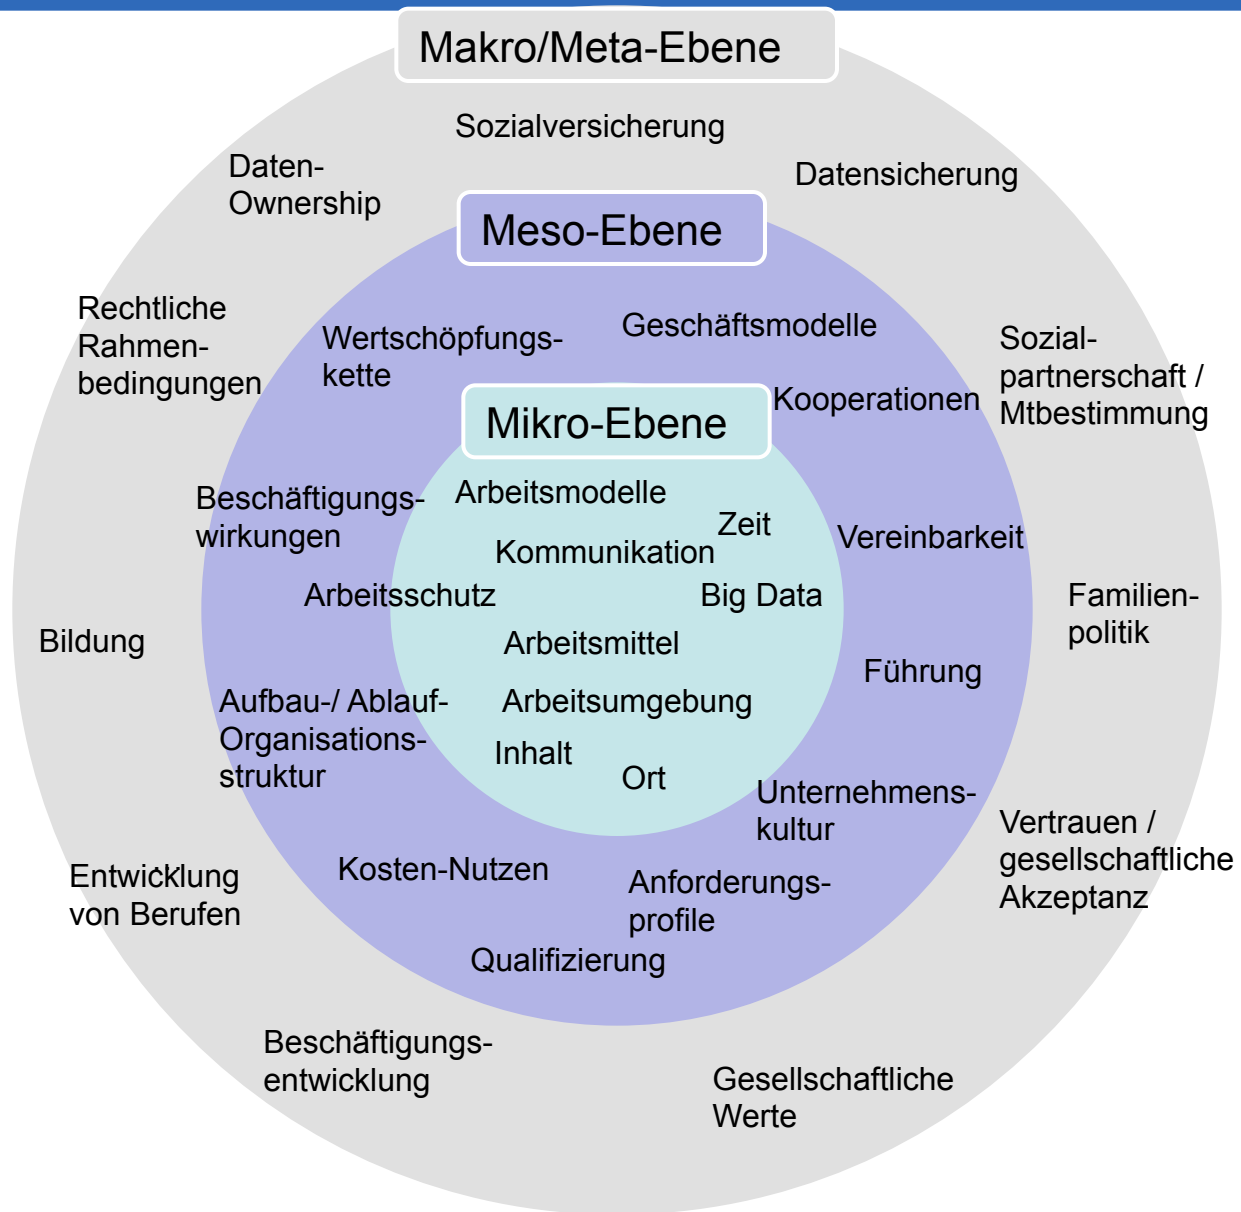 Makro/Meta-Ebene
Sozialversicherung
Daten-
Ownership
Datensicherung
Meso-Ebene
Rechtliche
Rahmen-
bedingungen
Wertschöpfungs-
kette
Geschäftsmodelle
Sozial-
partnerschaft /
Mtbestimmung
Kooperationen
Mikro-Ebene
Beschäftigungs-
wirkungen
Arbeitsmodelle
Zeit
Kommunikation
Vereinbarkeit
Arbeitsschutz
Big Data
Familien-
politik
Bildung
Arbeitsmittel
Führung
Aufbau-/ Ablauf-
Organisations-
struktur
Arbeitsumgebung
Inhalt
Ort
Unternehmens-
kultur
Vertrauen /
gesellschaftliche
Akzeptanz
Entwicklung
von Berufen
Kosten-Nutzen
Anforderungs-
profile
Qualifizierung
Beschäftigungs-
entwicklung
Gesellschaftliche
Werte